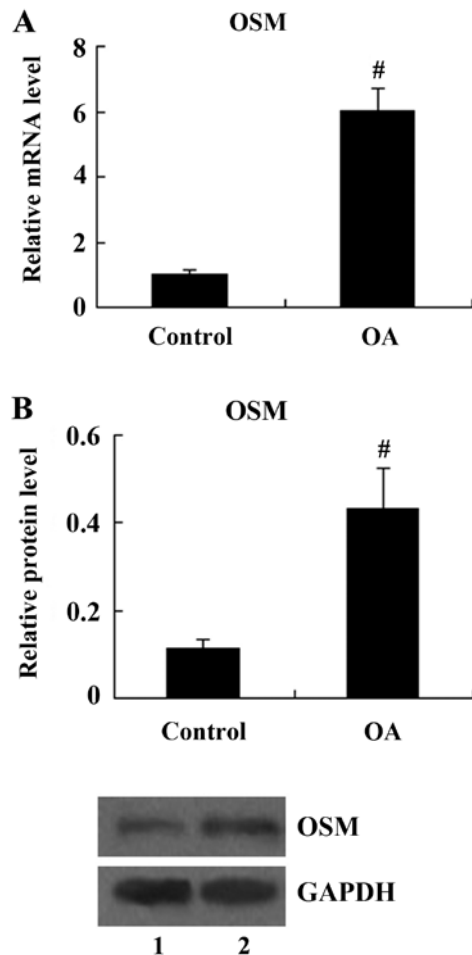 A
OSM
Relative mRNA level
8
6
4
2
0
#
Control
OA
B
OSM
Relative protein level
0.6
0.4
0.2
0
#
Control
OA
OSM
GAPDH
1 2